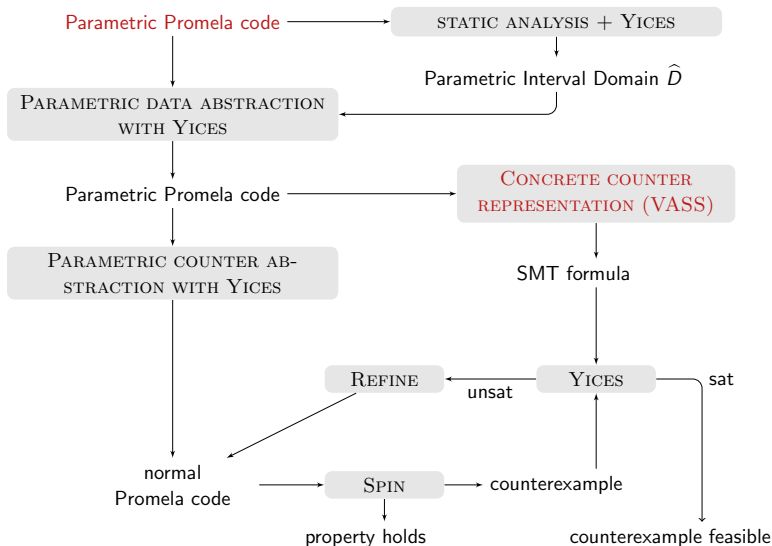 Parametric Promela code
STATIC ANALYSIS + YICES
Parametric Interval Domain D̂
PARAMETRIC DATA ABSTRACTION
WITH YICES
Parametric Promela code
CONCRETE COUNTER
REPRESENTATION (VASS)
PARAMETRIC COUNTER AB-
STRACTION WITH YICES
SMT formula
REFINE
unsat
YICES
sat
normal
Promela code
SPIN
counterexample
property holds
counterexample feasible